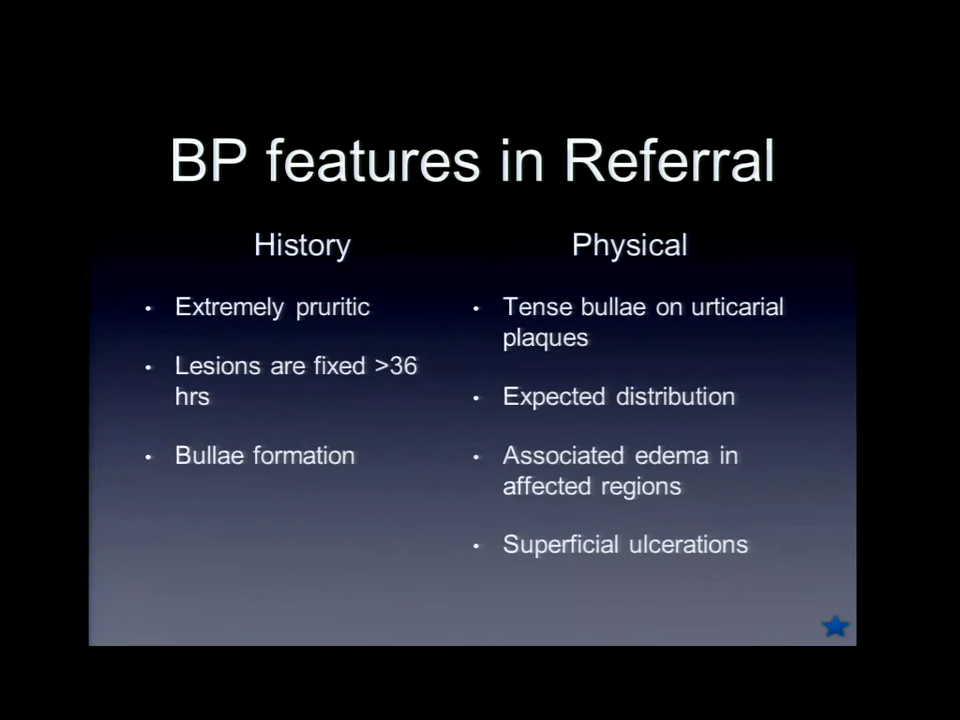 BP features in Referral
History
• Extremely pruritic
• Lesions are fixed >36
hrs
• Bullae formation
Physical
• Tense bullae on urticarial
plaques
• Expected distribution
• Associated edema in
affected regions
• Superficial ulcerations